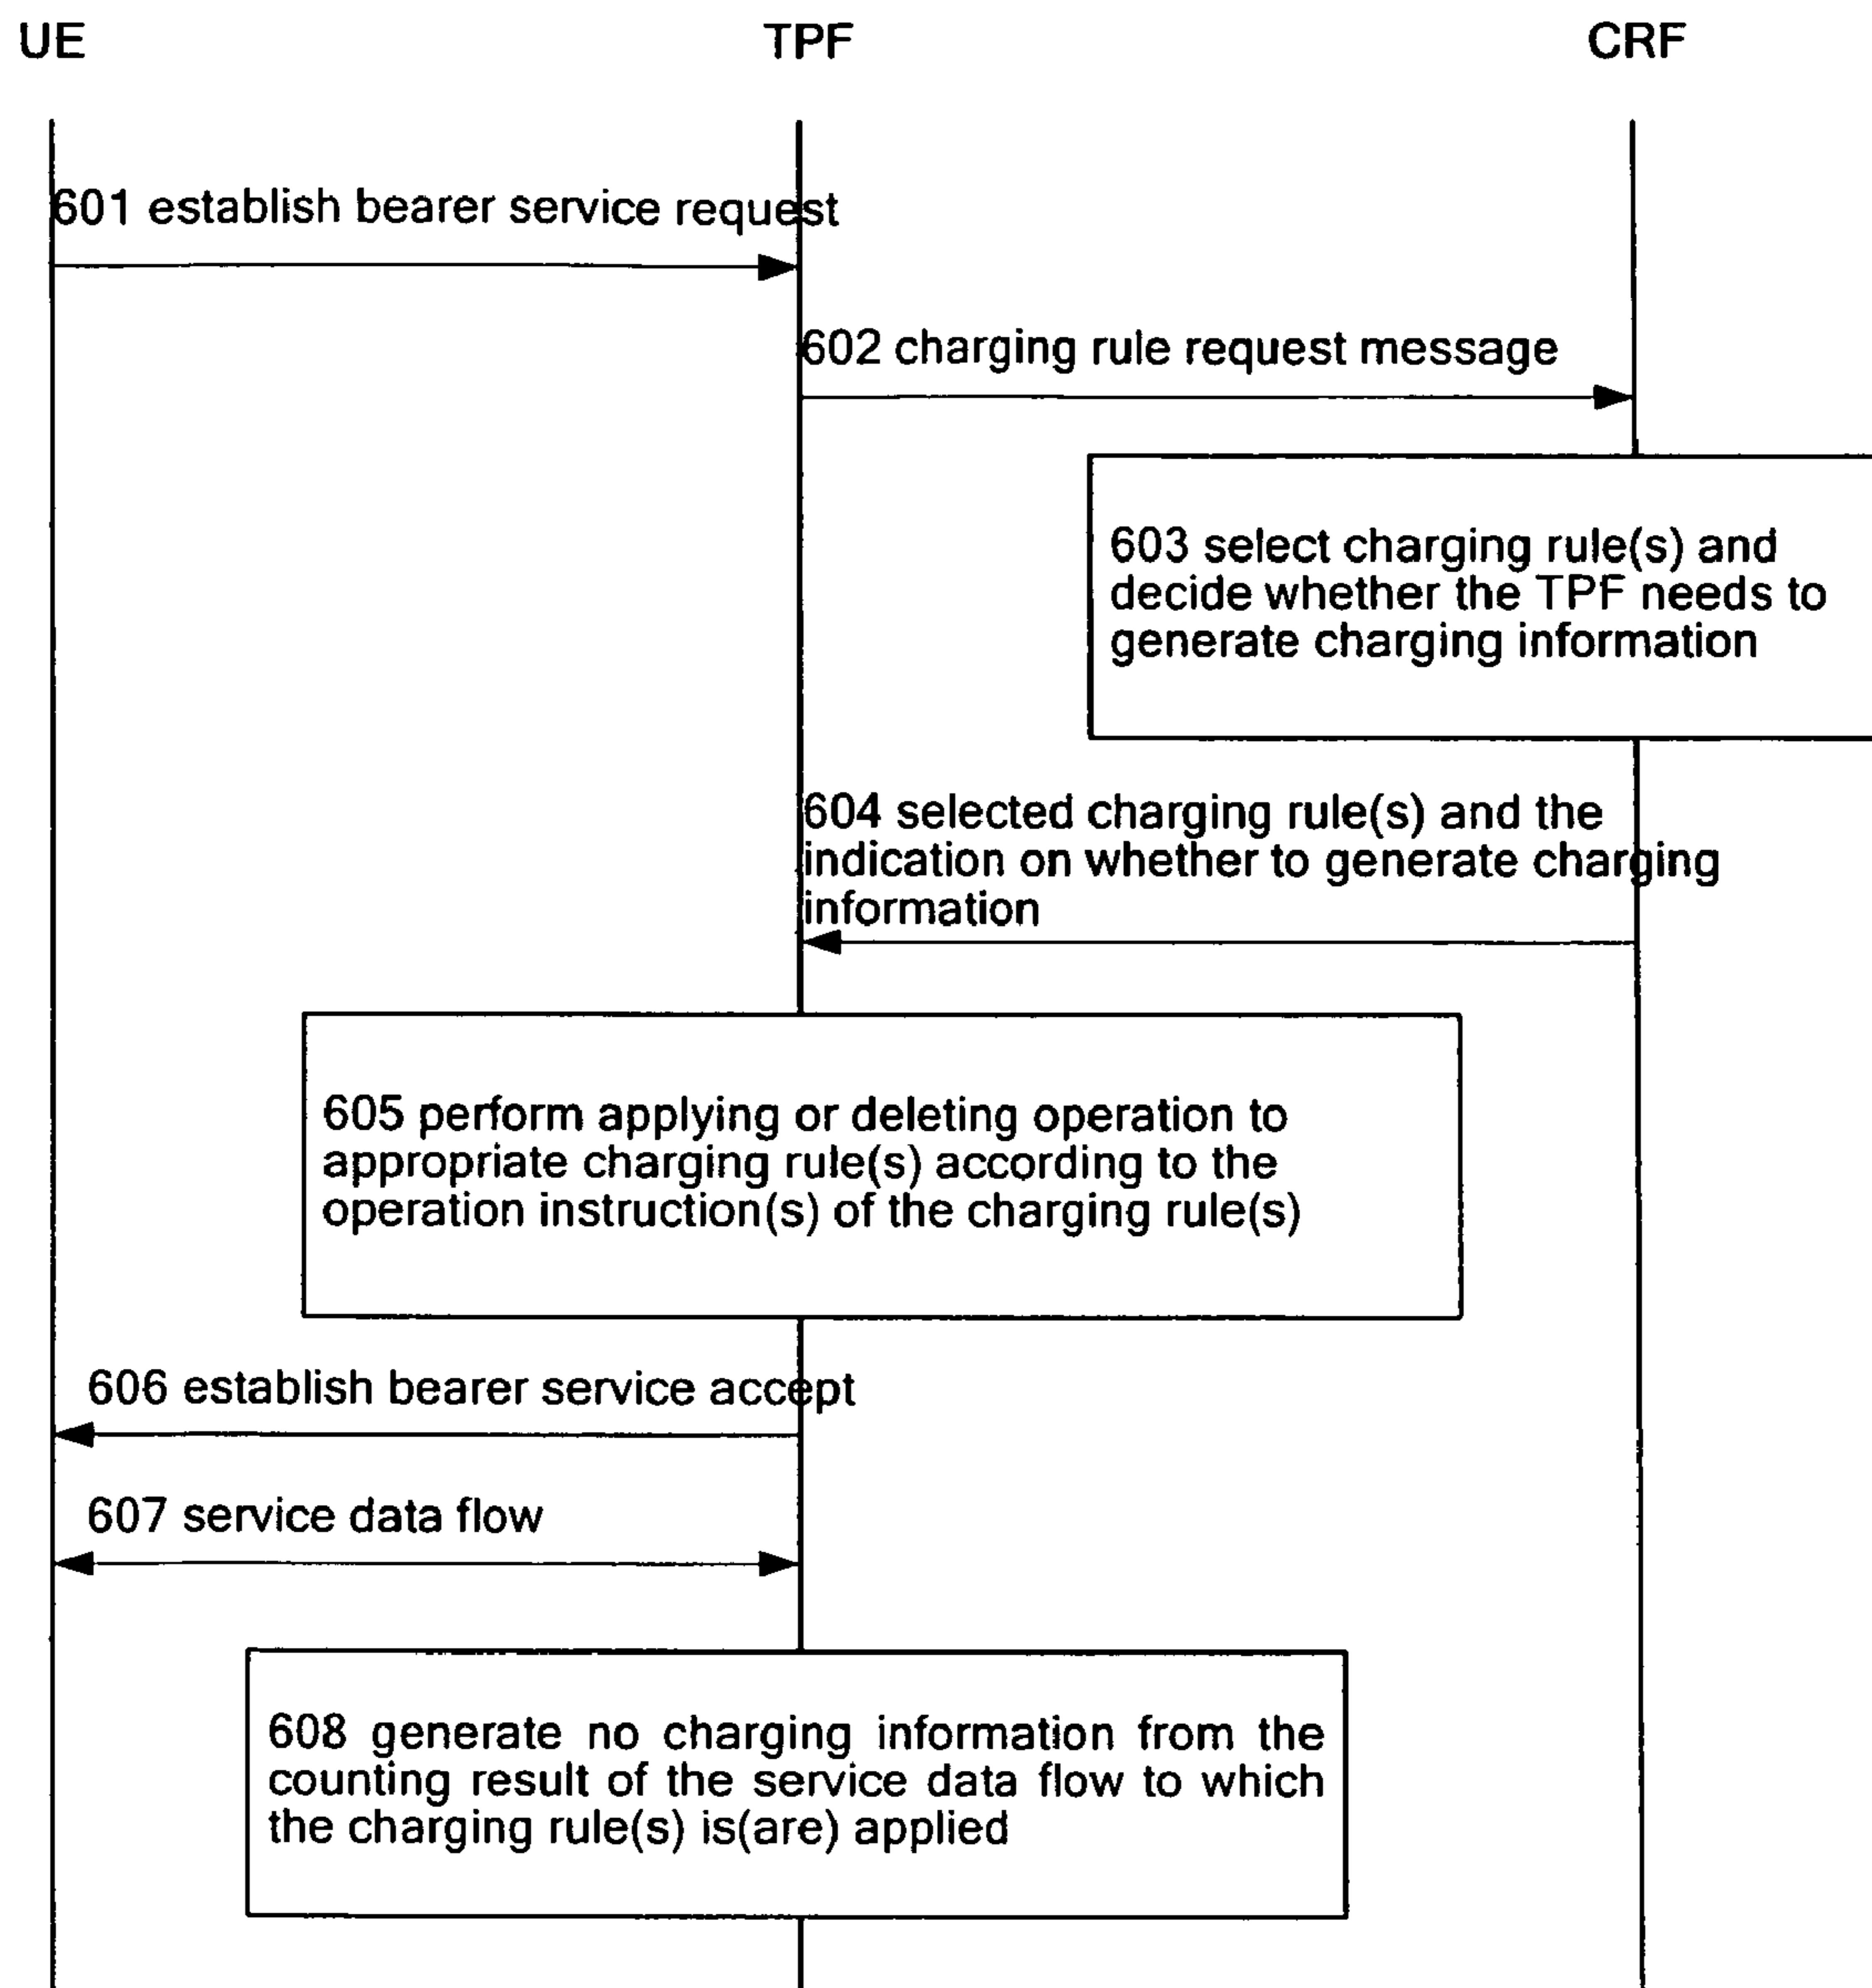 UE TPF CRF
601 establish bearer service request
602 charging rule request message
603 select charging rule(s) and
decide whether the TPF needs to
generate charging information
604 selected charging rule(s) and the
indication on whether to generate charging
information
605 perform applying or deleting operation to
appropriate charging rule(s) according to the
operation instruction(s) of the charging rule(s)
606 establish bearer service accept
607 service data flow
608 generate no charging information from the
counting result of the service data flow to which
the charging rule(s) is(are) applied